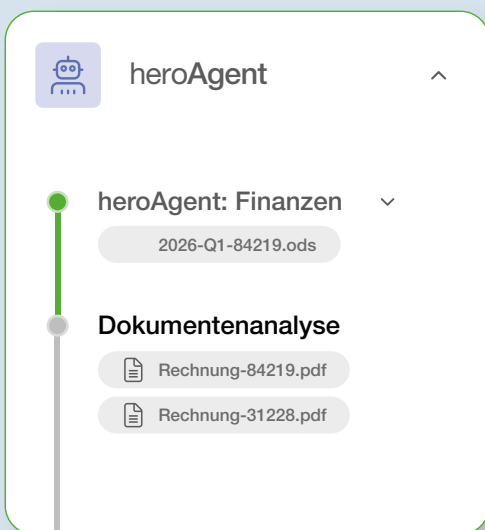 heroAgent
heroAgent: Finanzen
2026-Q1-84219.ods
Dokumentenanalyse
Rechnung-84219.pdf
Rechnung-31228.pdf